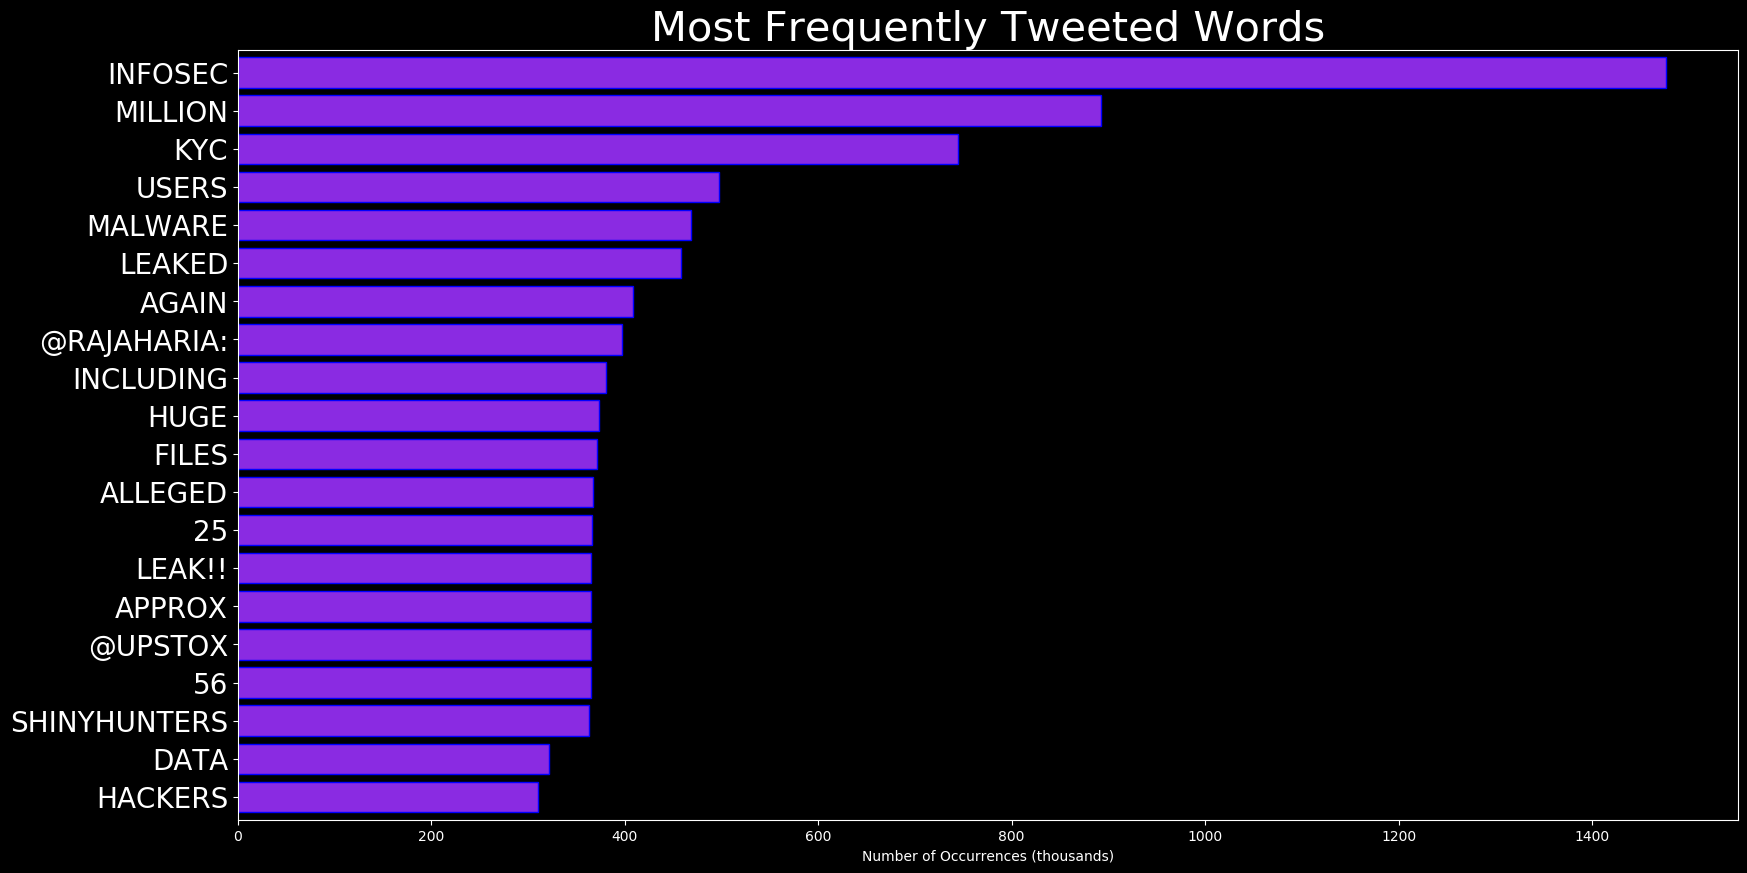 Most Frequently Tweeted Words
INFOSEC
MILLION
KYC
USERS
MALWARE
LEAKED
AGAIN
@RAJAHARIA:
INCLUDING
HUGE
FILES
ALLEGED
25
LEAK!!
APPROX
@UPSTOX
56
SHINYHUNTERS
DATA
HACKERS
0 200 400 600 800 1000 1200 1400
Number of Occurrences (thousands)